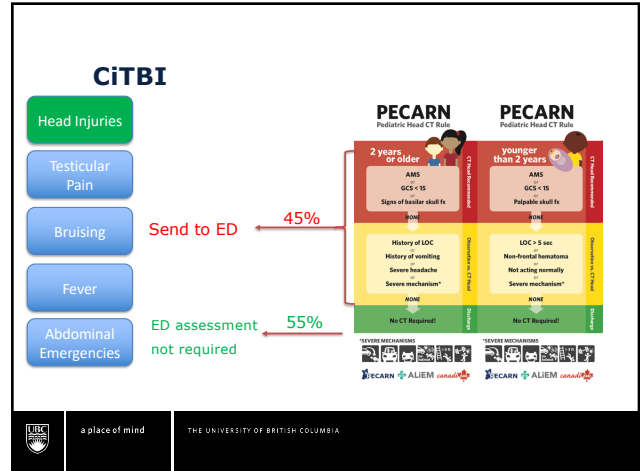 CiTBI
Head Injuries
Testicular
Pain
Bruising
Fever
Abdominal
Emergencies
Send to ED
45%
ED assessment
not required
55%
PECARN
Pediatric Head CT Rule
2 years
or older
AMS
or
GCS < 15
or
Signs of basilar skull fx
CT Head Recommended
NONE
History of LOC
or
History of vomiting
or
Severe headache
or
Severe mechanism*
Observation vs. CT Head
NONE
No CT Required!
Discharge
*SEVERE MECHANISMS
PECARN
ALiEM
canadiEM
PECARN
Pediatric Head CT Rule
younger
than 2 years
AMS
or
GCS < 15
or
Palpable skull fx
CT Head Recommended
NONE
LOC > 5 sec
or
Non-frontal hematoma
or
Not acting normally
or
Severe mechanism*
Observation vs. CT Head
NONE
No CT Required!
Discharge
*SEVERE MECHANISMS
PECARN
ALiEM
canadiEM
UBC
a place of mind
THE UNIVERSITY OF BRITISH COLUMBIA